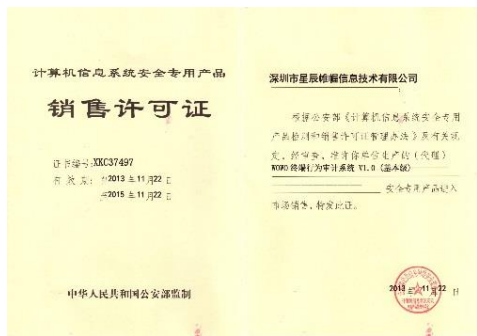 计算机信息系统安全专用产品
销售许可证
证书编号:XKC37497
有效期:自2013年11月22日
至2015年11月22日
中华人民共和国公安部监制
深圳市星辰帷幄信息技术有限公司
根据公安部《计算机信息系统安全专用
产品检测和销售许可证管理办法》及有关规
定,经审查,准许你单位生产的(代理)
WOWO终端行为审计系统 V1.0 (基本级)
安全专用产品进入
市场销售,特发此证。
2013年11月22日